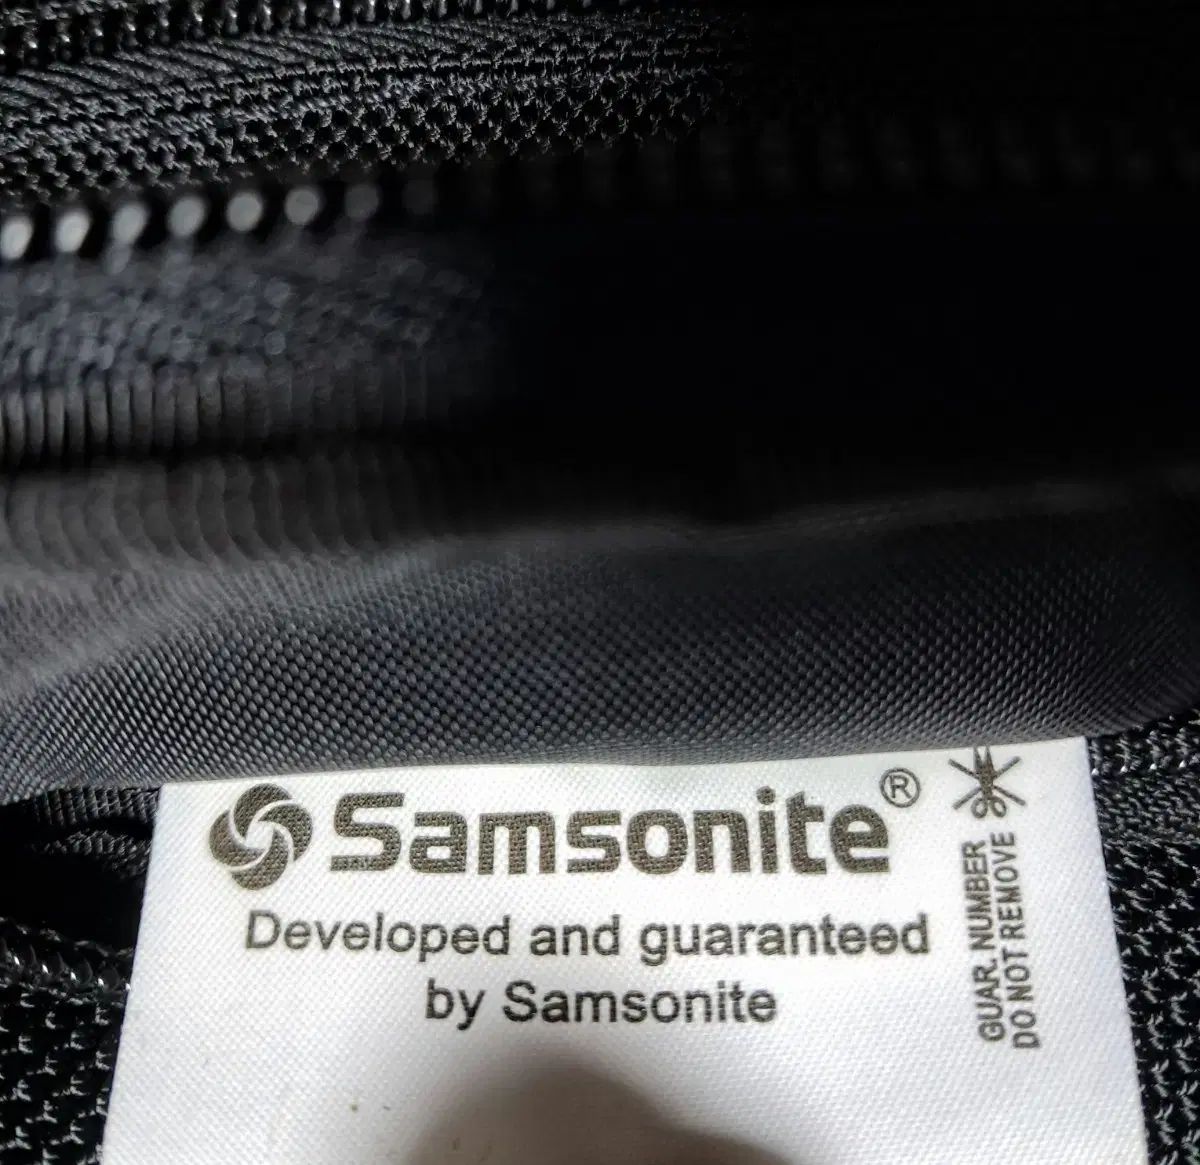 Samsonite®
Developed and guaranteed
by Samsonite
GUAR. NUMBER
DO NOT REMOVE